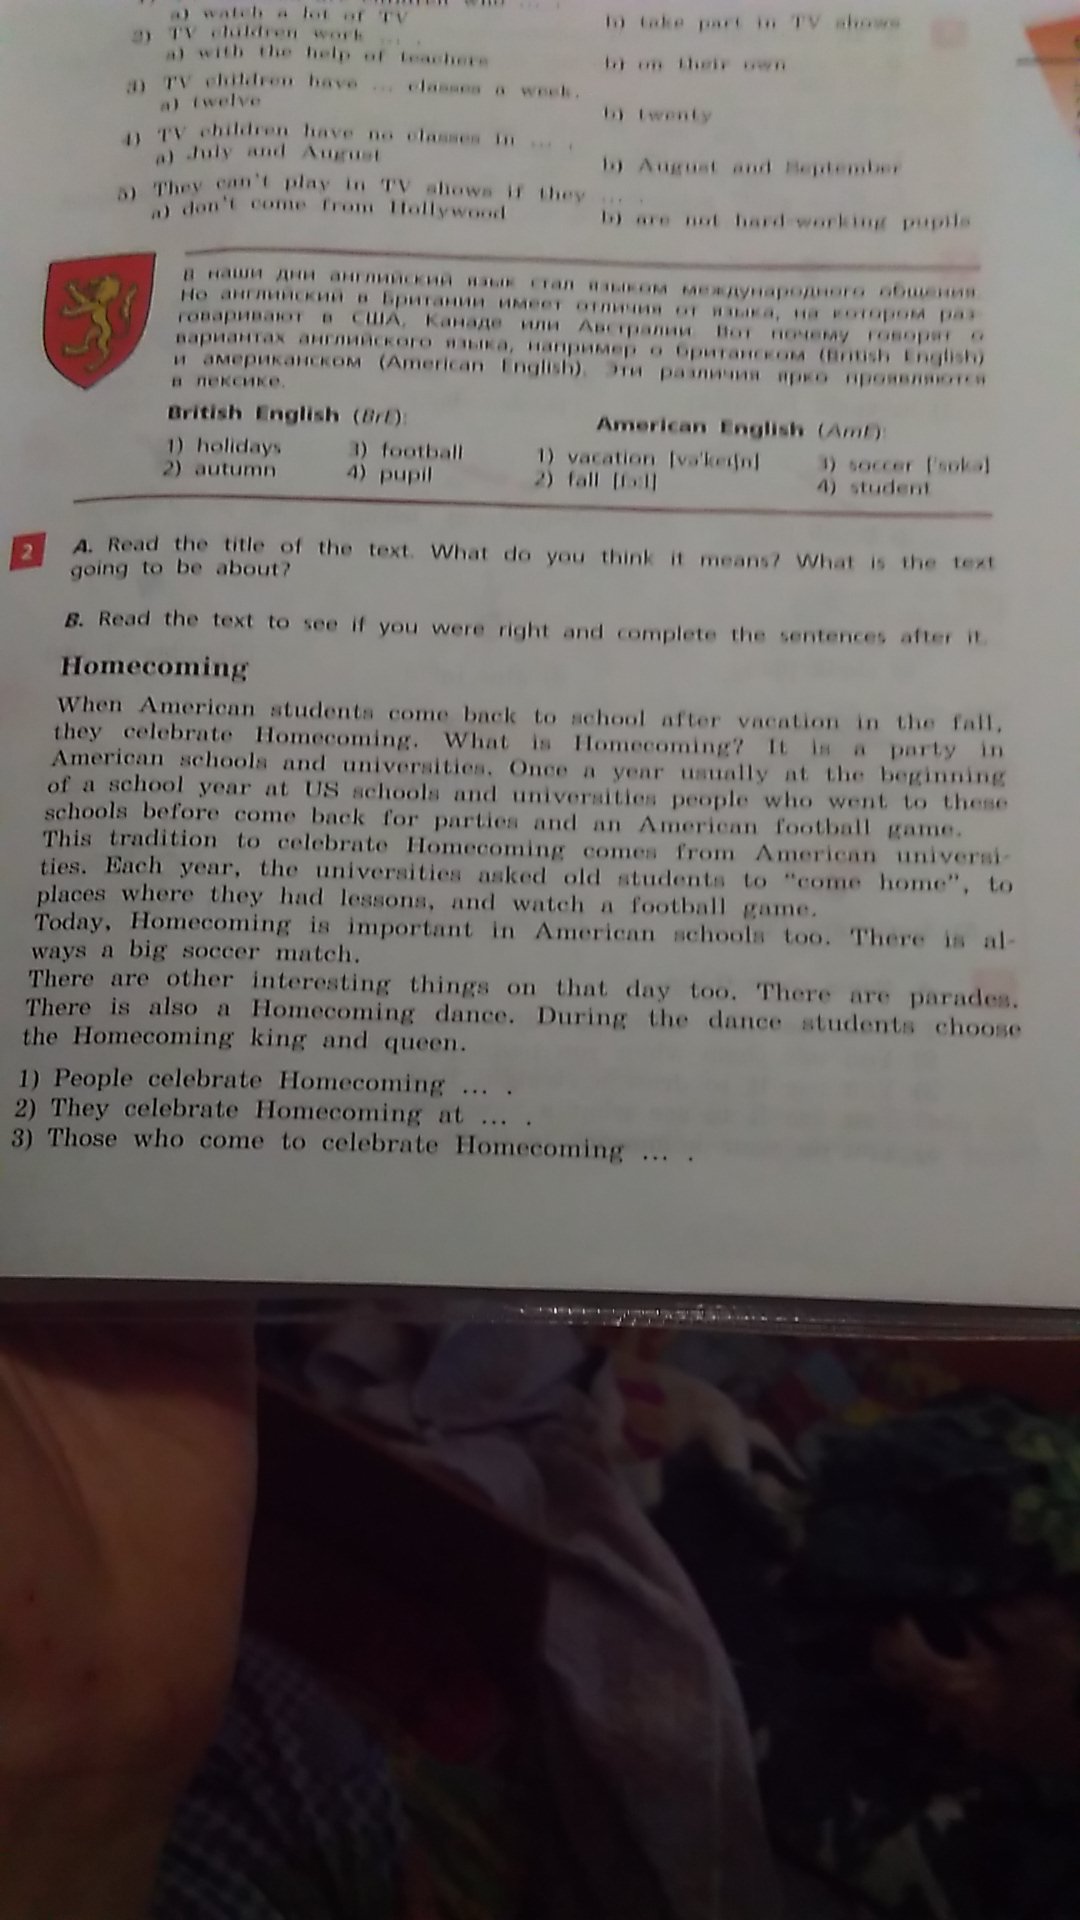 a) watch a lot of TV b) take part in TV shows
2) TV children work ... .
a) with the help of teachers b) on their own
3) TV children have ... classes a week.
a) twelve b) twenty
4) TV children have no classes in ... .
a) July and August b) August and September
5) They can't play in TV shows if they ... .
a) don't come from Hollywood b) are not hard-working pupils
В наши дни английский язык стал языком международного общения.
Но английский в Британии имеет отличия от языка, на котором раз-
говаривают в США, Канаде или Австралии. Вот почему говорят о
вариантах английского языка, например о британском (British English)
и американском (American English). Эти различия ярко проявляются
в лексике.
British English (BrE): American English (AmE):
1) holidays 3) football 1) vacation [vəˈkeɪʃn] 3) soccer [ˈsɒkə]
2) autumn 4) pupil 2) fall [fɔːl] 4) student
2 A. Read the title of the text. What do you think it means? What is the text
going to be about?
B. Read the text to see if you were right and complete the sentences after it.
Homecoming
When American students come back to school after vacation in the fall,
they celebrate Homecoming. What is Homecoming? It is a party in
American schools and universities. Once a year usually at the beginning
of a school year at US schools and universities people who went to these
schools before come back for parties and an American football game.
This tradition to celebrate Homecoming comes from American universi-
ties. Each year, the universities asked old students to "come home", to
places where they had lessons, and watch a football game.
Today, Homecoming is important in American schools too. There is al-
ways a big soccer match.
There are other interesting things on that day too. There are parades.
There is also a Homecoming dance. During the dance students choose
the Homecoming king and queen.
1) People celebrate Homecoming ... .
2) They celebrate Homecoming at ... .
3) Those who come to celebrate Homecoming ... .